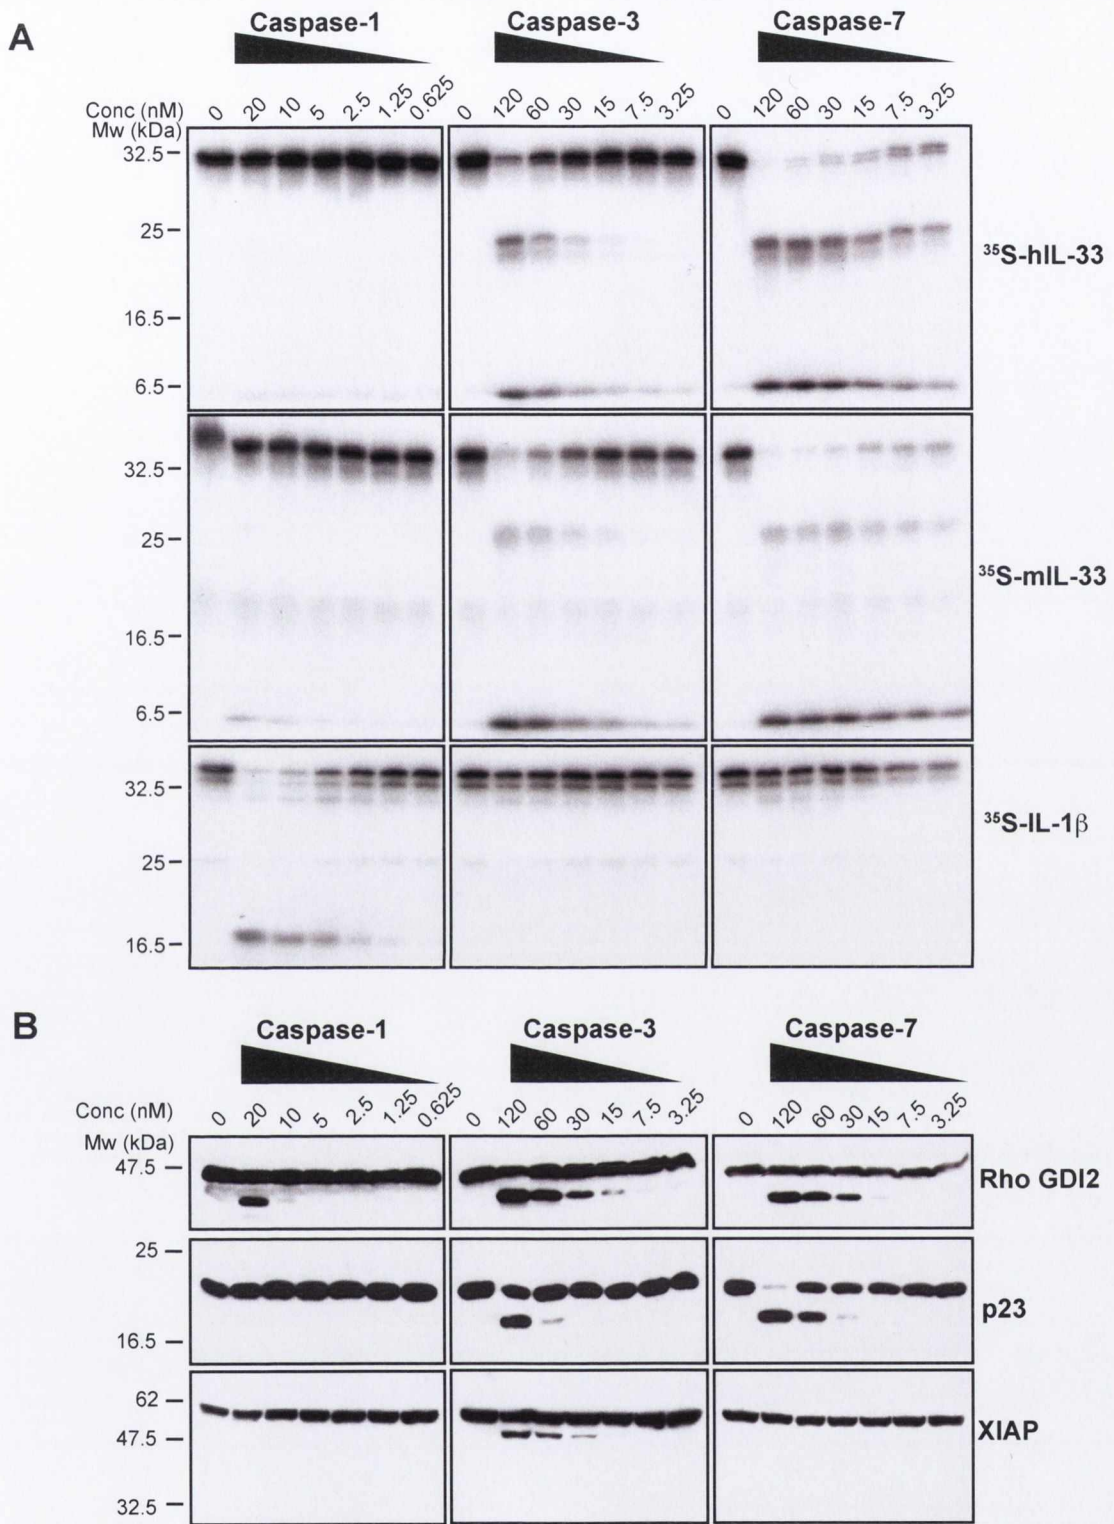 A
Caspase-1 Caspase-3 Caspase-7
Conc (nM) 0 20 10 5 2.5 1.25 0.625 0 120 60 30 15 7.5 3.25 0 120 60 30 15 7.5 3.25
Mw (kDa)
32.5
25
16.5
6.5
³⁵S-hIL-33
32.5
25
16.5
6.5
³⁵S-mIL-33
32.5
25
16.5
³⁵S-IL-1β
B
Caspase-1 Caspase-3 Caspase-7
Conc (nM) 0 20 10 5 2.5 1.25 0.625 0 120 60 30 15 7.5 3.25 0 120 60 30 15 7.5 3.25
Mw (kDa)
47.5
Rho GDI2
25
16.5
p23
62
47.5
32.5
XIAP